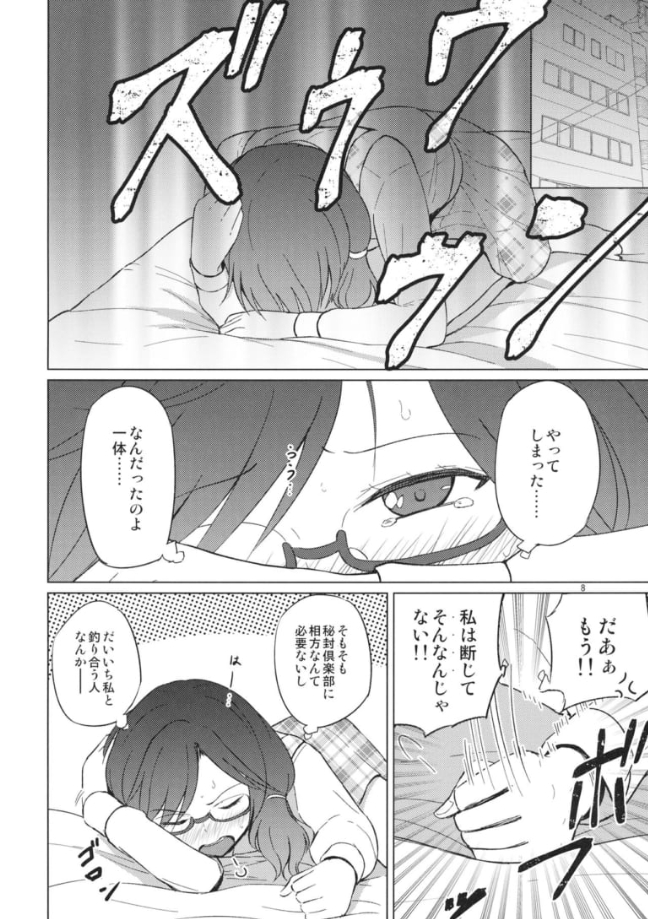 ズウウ
ウンン
やって
しまった……
うっ…
なんだったのよ
一体……
8
だあぁ
もう!!
私は断じて
そんなんじゃ
ない!!
ボフッ
そもそも
秘封倶楽部に
相方なんて
必要ないし
は…
だいいち私と
釣り合う人
なんか──
ゴロン!